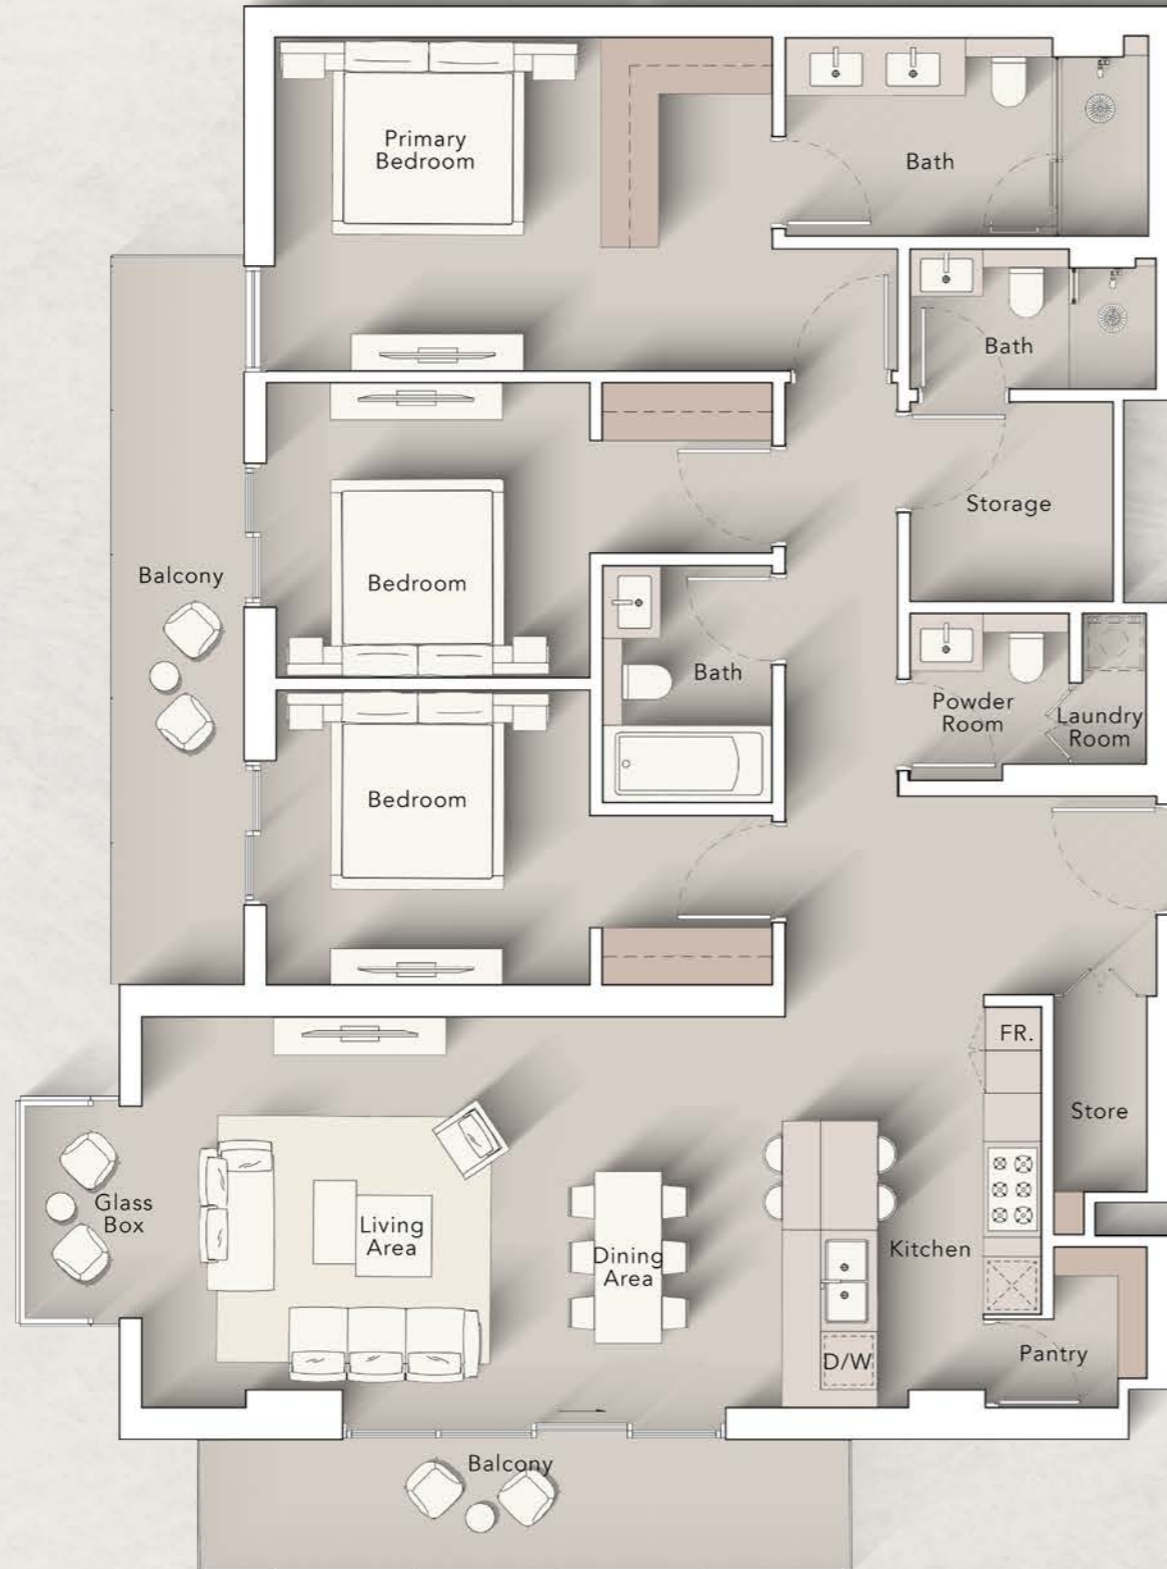 Primary
Bedroom
Bath
Bath
Storage
Balcony
Bedroom
Bath
Powder
Room
Laundry
Room
Bedroom
FR.
Store
Glass
Box
Living
Area
Dining
Area
Kitchen
D/W
Pantry
Balcony